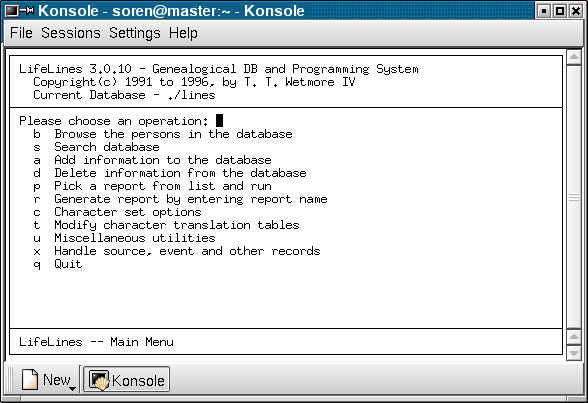 Konsole - soren@master:~ - Konsole
File Sessions Settings Help
LifeLines 3.0.10 - Genealogical DB and Programming System
Copyright(c) 1991 to 1996, by T. T. Wetmore IV
Current Database - ./lines
Please choose an operation:
b Browse the persons in the database
s Search database
a Add information to the database
d Delete information from the database
p Pick a report from list and run
r Generate report by entering report name
c Character set options
t Modify character translation tables
u Miscellaneous utilities
x Handle source, event and other records
q Quit
LifeLines -- Main Menu
New Konsole